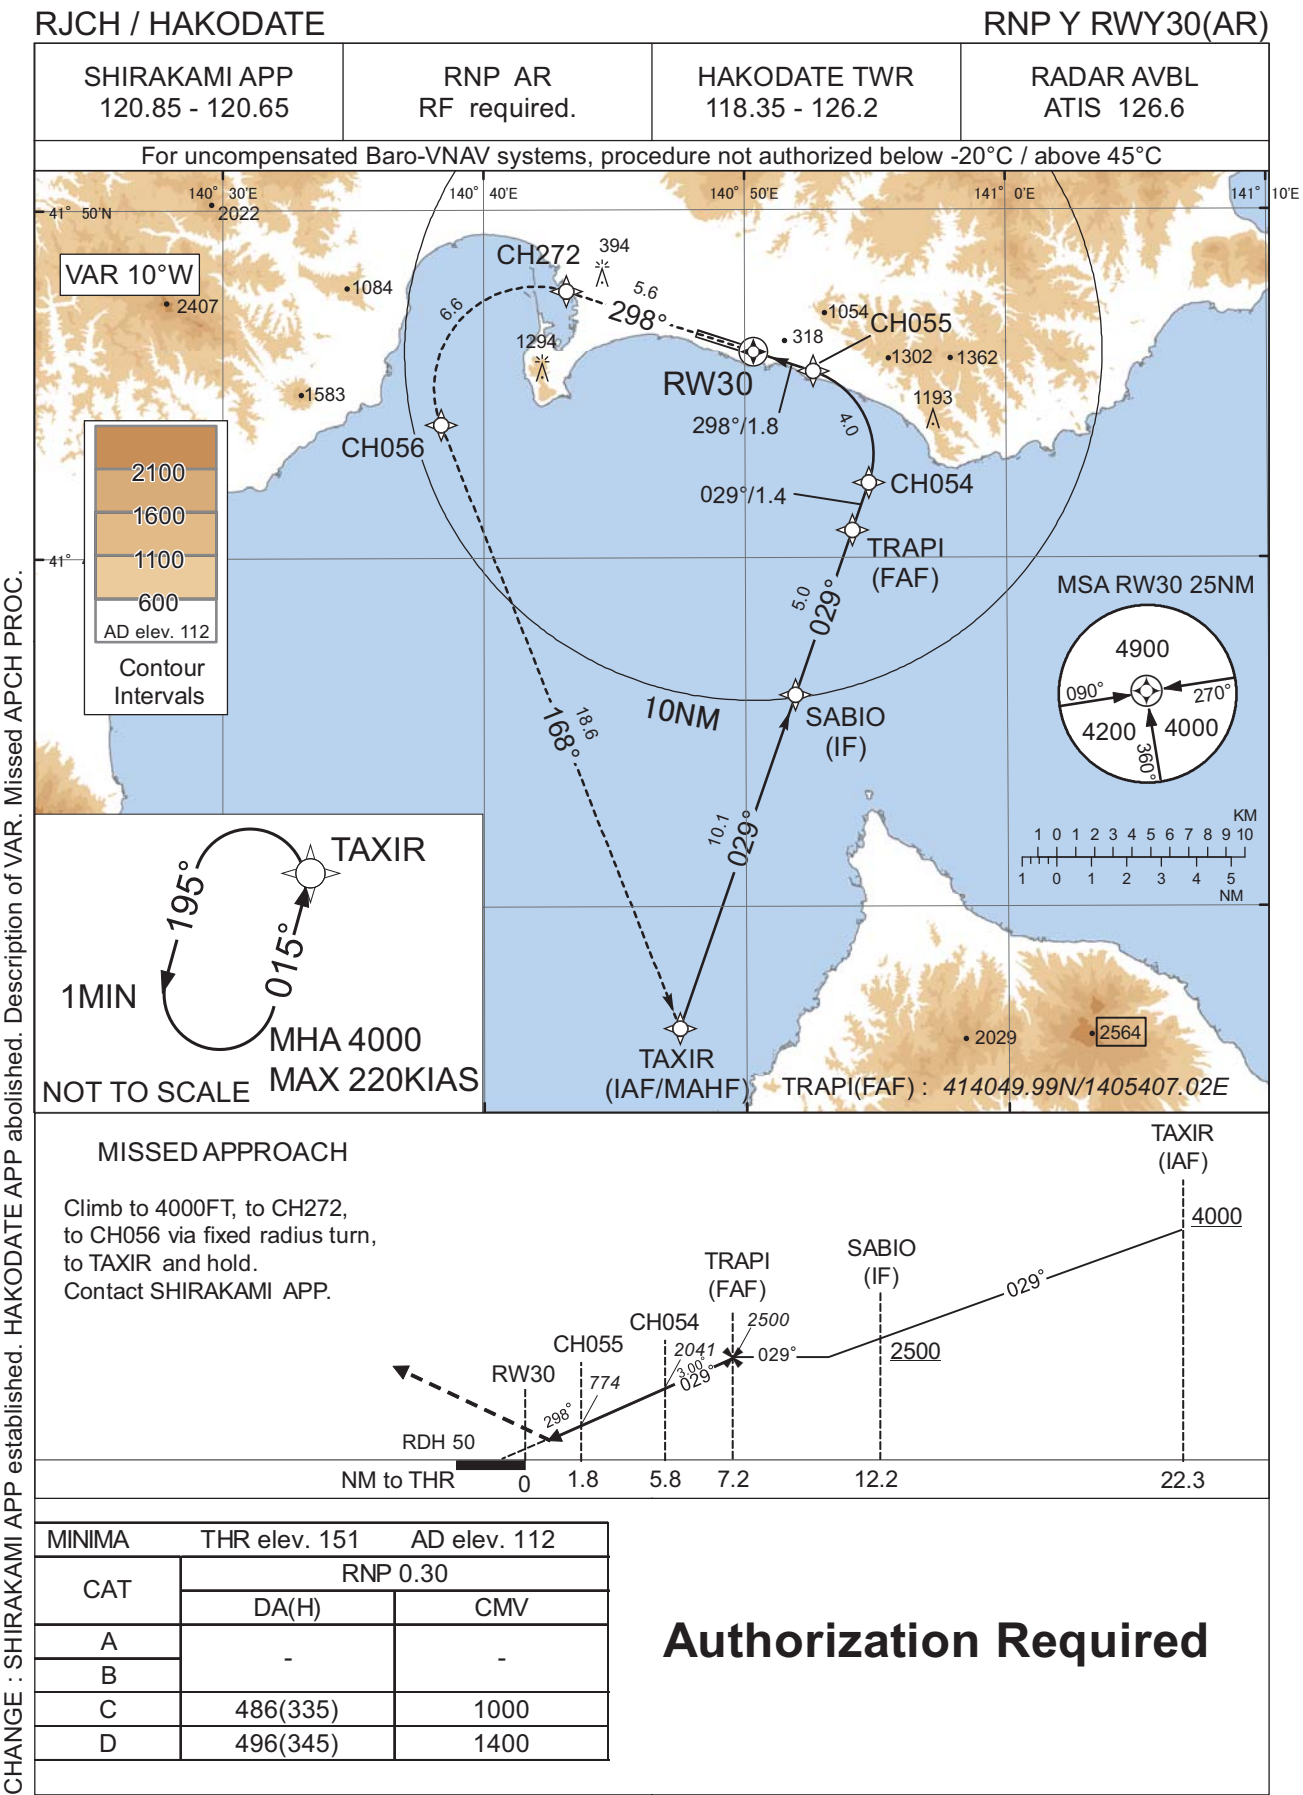 RJCH / HAKODATE
RNP Y RWY30(AR)
SHIRAKAMI APP
120.85 - 120.65
RNP AR
RF required.
HAKODATE TWR
118.35 - 126.2
RADAR AVBL
ATIS 126.6
For uncompensated Baro-VNAV systems, procedure not authorized below -20°C / above 45°C
140° 30'E
140° 40'E
140° 50'E
141° 0'E
141° 10'E
41° 50'N
2022
VAR 10°W
2407
1084
1583
CH272
394
5.6
298°
6.6
1294
1054
CH055
318
1302
1362
RW30
1193
298°/1.8
4.0
CH056
CH054
029°/1.4
TRAPI
(FAF)
41°
2100
1600
1100
600
AD elev. 112
Contour
Intervals
5.0
029°
MSA RW30 25NM
4900
090°
270°
4200
4000
360°
10NM
SABIO
(IF)
18.6
168°
10.1
029°
KM
1 0 1 2 3 4 5 6 7 8 9 10
1 0 1 2 3 4 5
NM
TAXIR
195°
015°
1MIN
MHA 4000
MAX 220KIAS
NOT TO SCALE
TAXIR
(IAF/MAHF)
2029
2564
TRAPI(FAF) : 414049.99N/1405407.02E
MISSED APPROACH
Climb to 4000FT, to CH272,
to CH056 via fixed radius turn,
to TAXIR and hold.
Contact SHIRAKAMI APP.
TAXIR
(IAF)
4000
SABIO
(IF)
029°
2500
TRAPI
(FAF)
2500
029°
CH054
2041
3.00°
029°
CH055
774
RW30
298°
RDH 50
NM to THR
0
1.8
5.8
7.2
12.2
22.3
MINIMA THR elev. 151 AD elev. 112
CAT
RNP 0.30
DA(H) CMV
A
B
- -
C 486(335) 1000
D 496(345) 1400
Authorization Required
CHANGE : SHIRAKAMI APP established. HAKODATE APP abolished. Description of VAR. Missed APCH PROC.